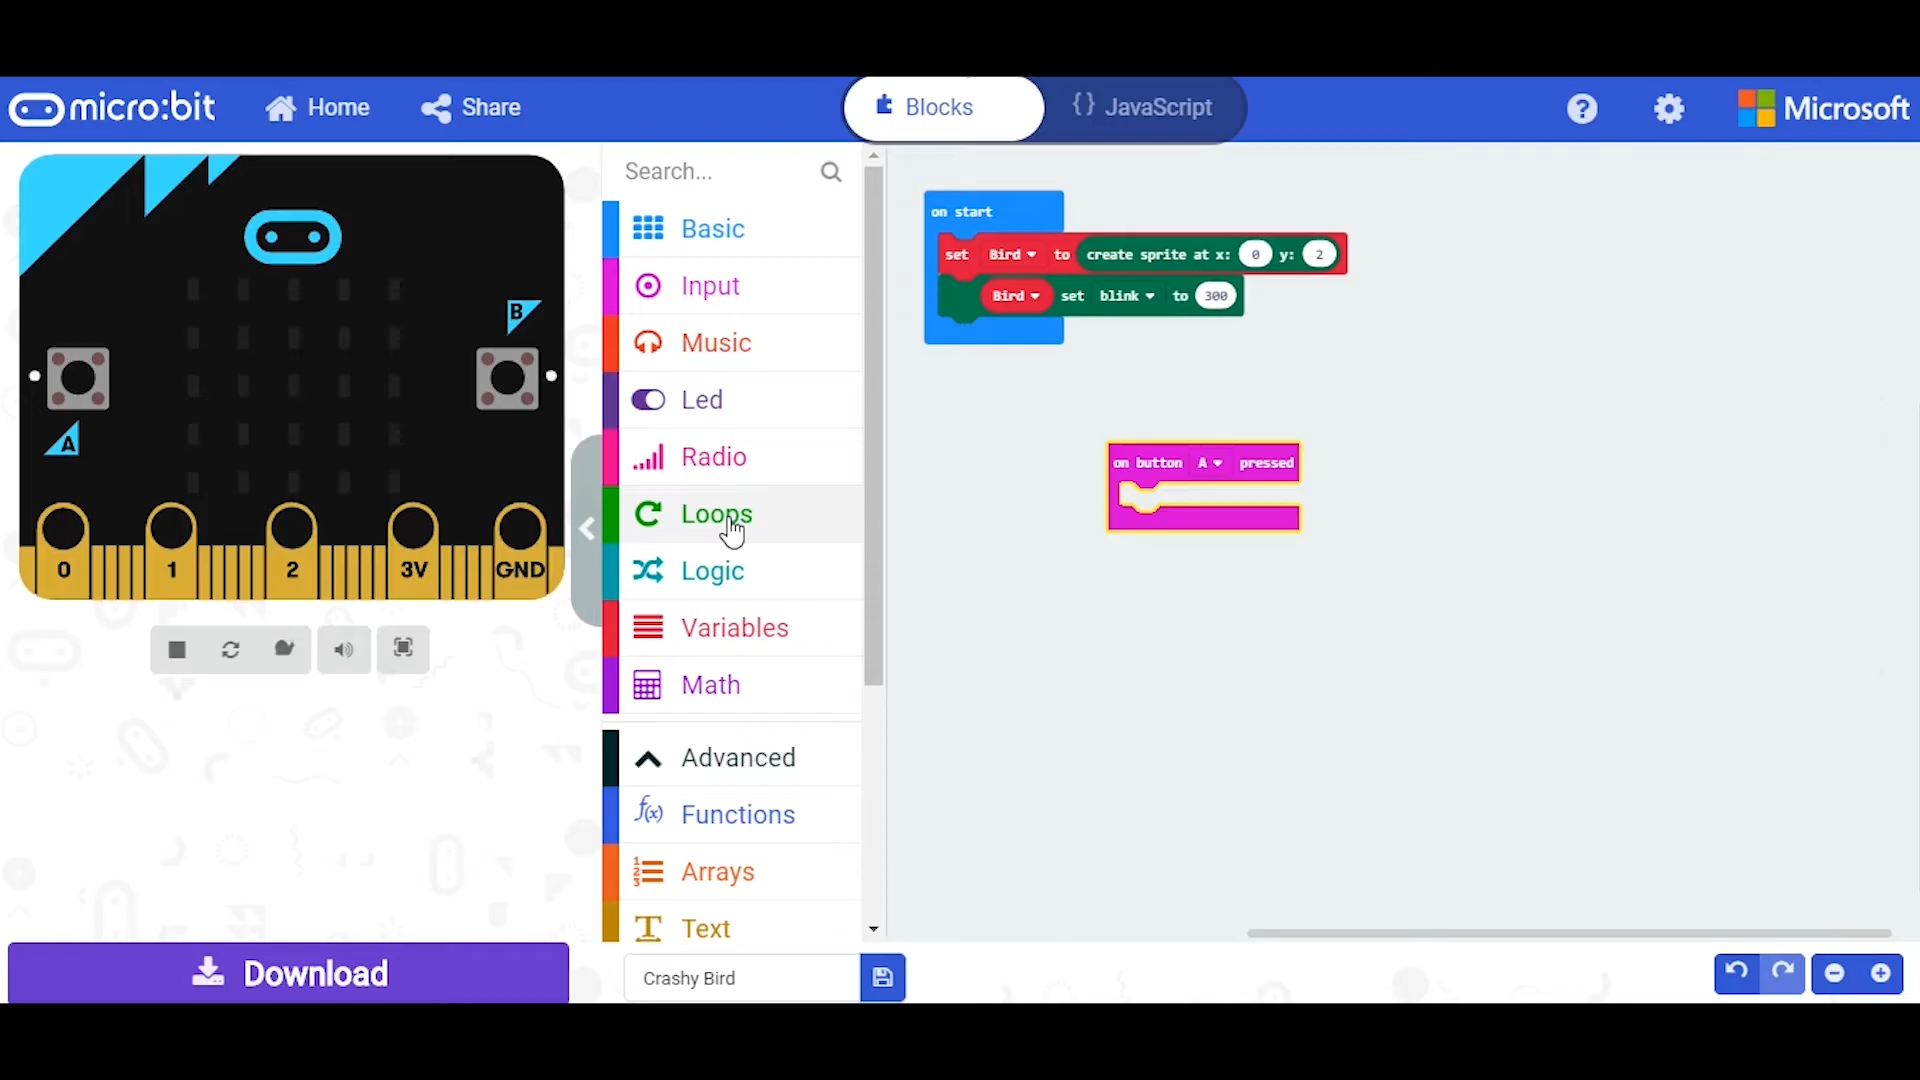 micro:bit
Home
Share
Blocks
{} JavaScript
?
Microsoft
B
A
0
1
2
3V
GND
Search...
Basic
Input
Music
Led
Radio
Loops
Logic
Variables
Math
Advanced
f(x) Functions
Arrays
T Text
on start
set Bird to create sprite at x: 0 y: 2
Bird set blink to 300
on button A pressed
Download
Crashy Bird